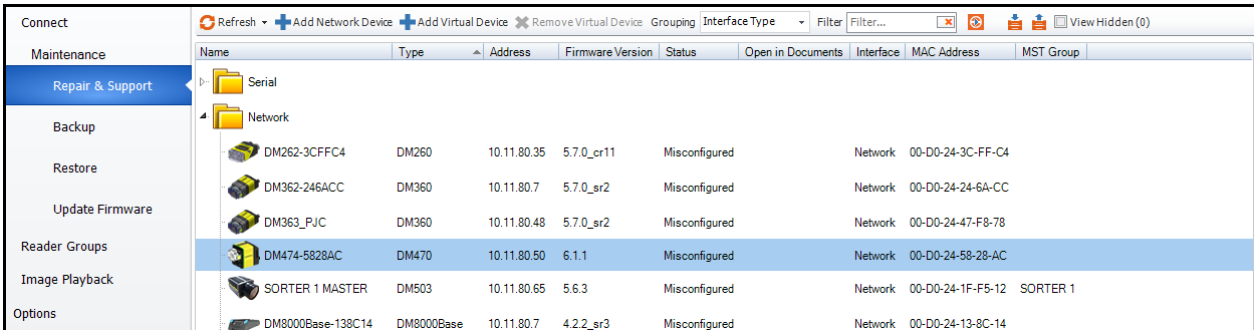 Connect
Maintenance
Repair & Support
Backup
Restore
Update Firmware
Reader Groups
Image Playback
Options
Refresh Add Network Device Add Virtual Device Remove Virtual Device Grouping Interface Type Filter Filter... View Hidden (0)
Name Type Address Firmware Version Status Open in Documents Interface MAC Address MST Group
Serial
Network
DM262-3CFFC4 DM260 10.11.80.35 5.7.0_cr11 Misconfigured Network 00-D0-24-3C-FF-C4
DM362-246ACC DM360 10.11.80.7 5.7.0_sr2 Misconfigured Network 00-D0-24-24-6A-CC
DM363_PJC DM360 10.11.80.48 5.7.0_sr2 Misconfigured Network 00-D0-24-47-F8-78
DM474-5828AC DM470 10.11.80.50 6.1.1 Misconfigured Network 00-D0-24-58-28-AC
SORTER 1 MASTER DM503 10.11.80.65 5.6.3 Misconfigured Network 00-D0-24-1F-F5-12 SORTER 1
DM8000Base-138C14 DM8000Base 10.11.80.7 4.2.2_sr3 Misconfigured Network 00-D0-24-13-8C-14